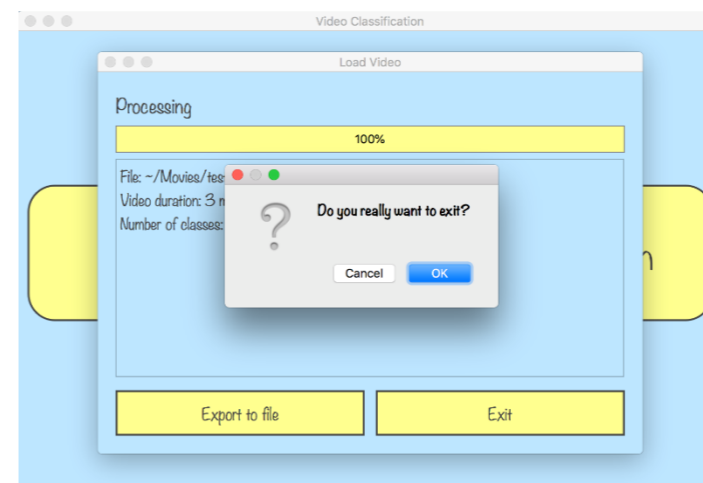 Video Classification
Load Video
Processing
100%
File: ~/Movies/
Video duration: 3
Number of classes:
Do you really want to exit?
Cancel
OK
Export to file
Exit